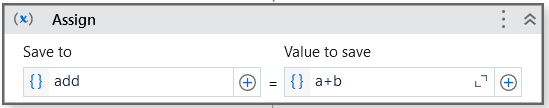 (x) Assign
Save to
Value to save
{} add
=
{} a+b